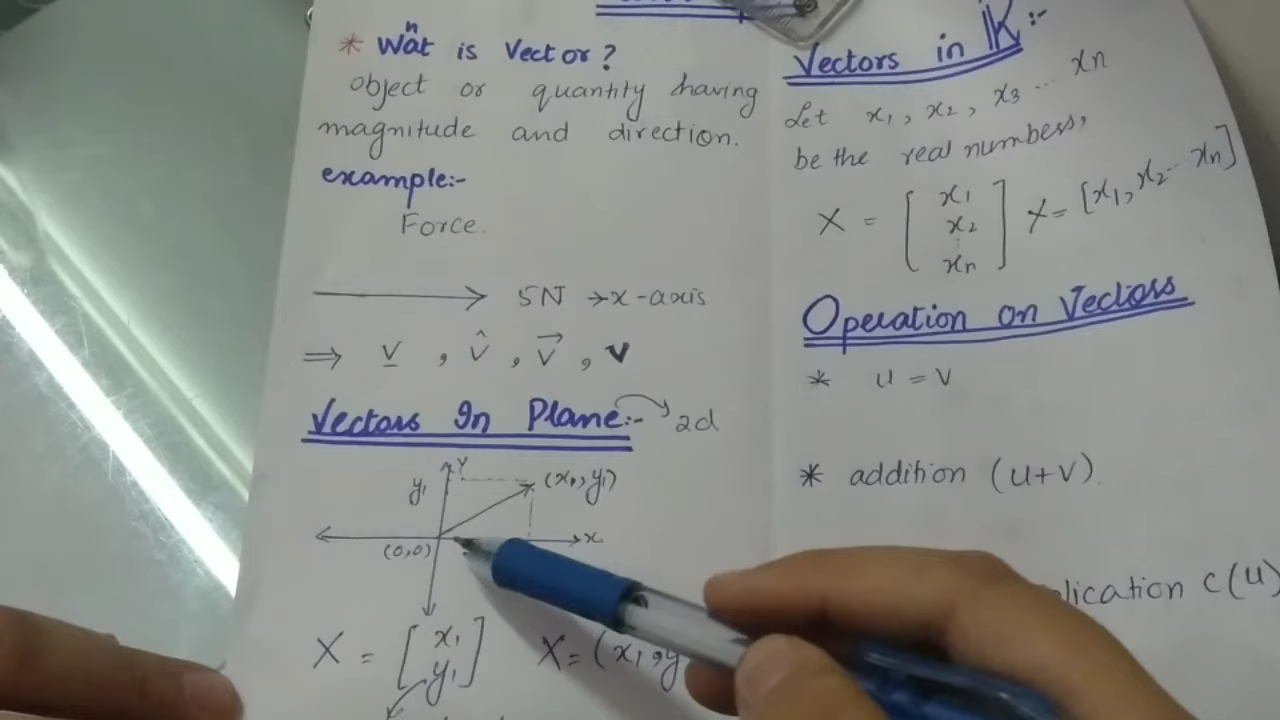 * What is Vector?
object or quantity having
magnitude and direction.
example:-
Force.
5N → x-axis
⇒ v̲ , v̂ , v⃗ , v
Vectors In Plane:- 2d
y
y₁ (x₁, y₁)
(0,0) x
X = [x₁
y₁] X = (x₁, y
Vectors in ℝ:-
Let x₁, x₂, x₃ ... xn
be the real numbers,
X = [x₁
x₂
⋮
xn] X = [x₁, x₂ ... xn]
Operation on Vectors
* u = v
* addition (u+v).
lication c(u)